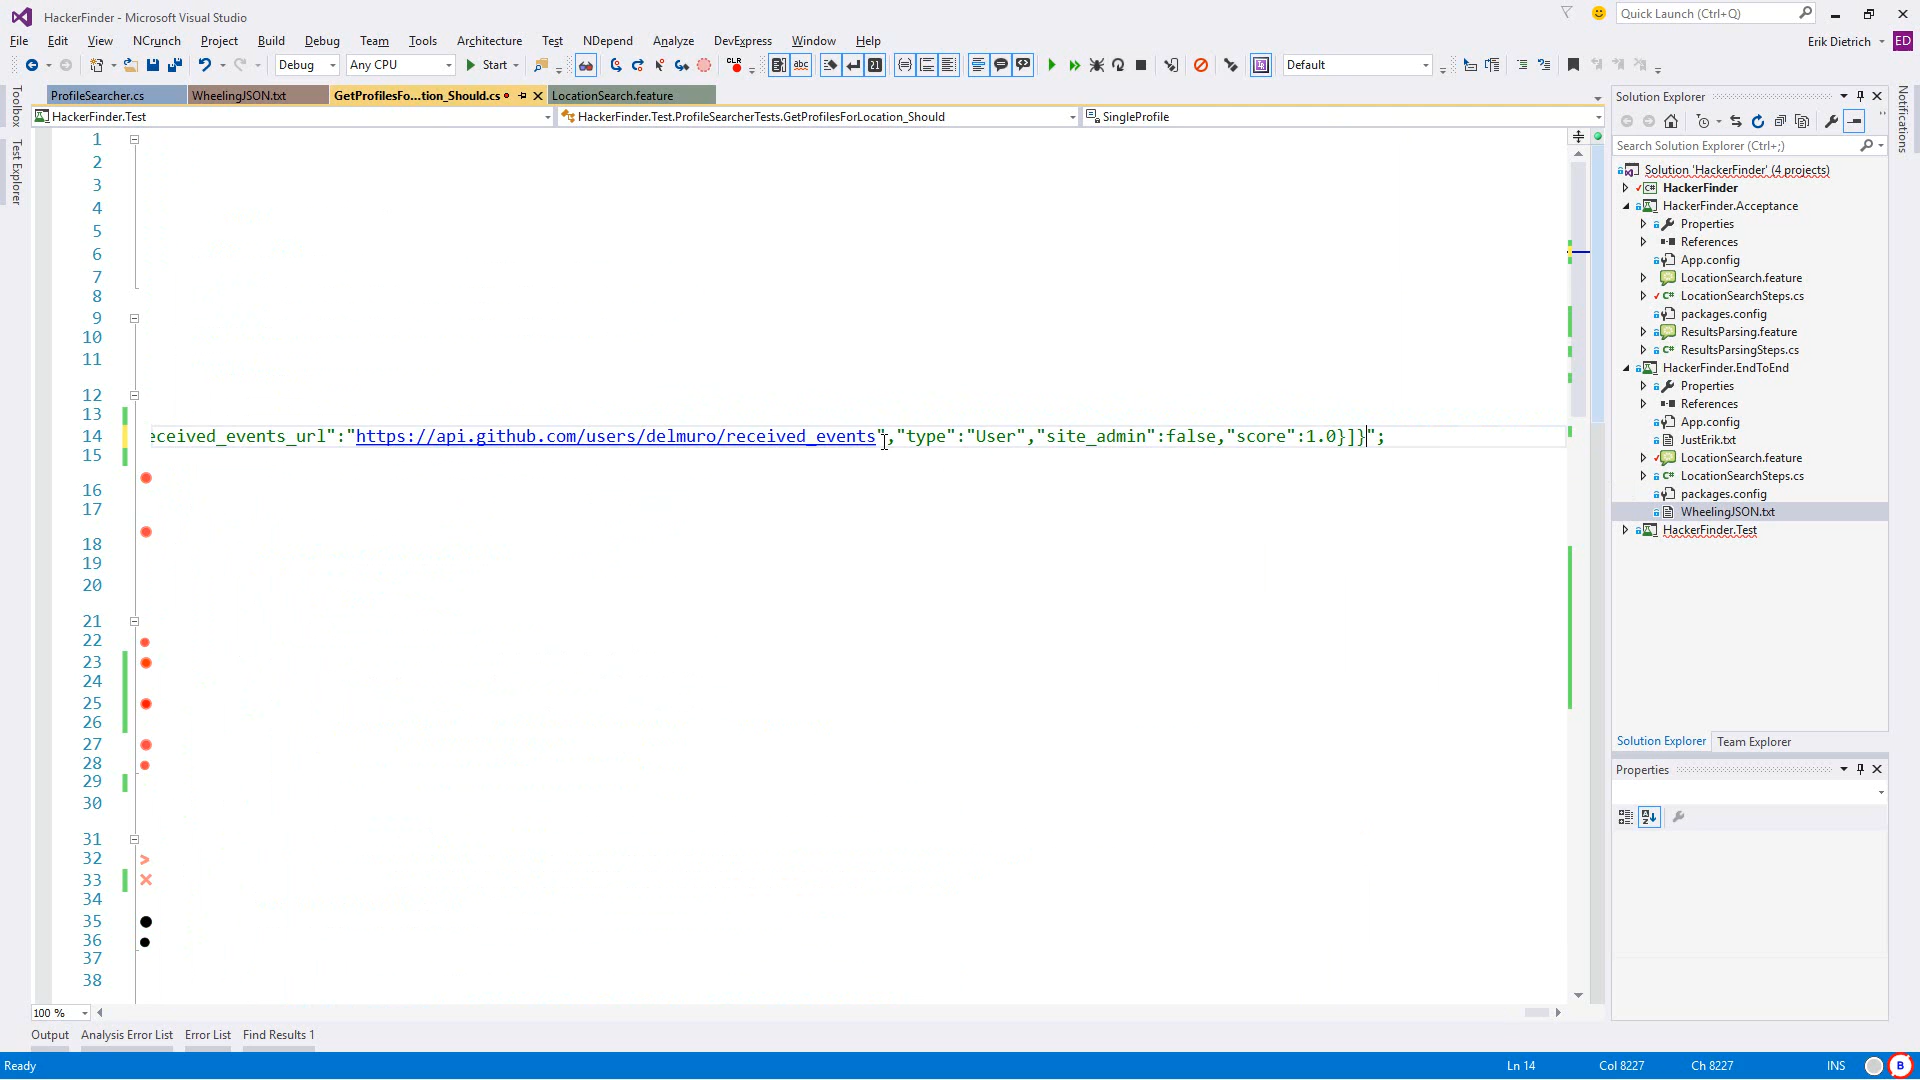 HackerFinder - Microsoft Visual Studio
Quick Launch (Ctrl+Q)
File Edit View NCrunch Project Build Debug Team Tools Architecture Test NDepend Analyze DevExpress Window Help
Erik Dietrich ED
Debug Any CPU Start CLR abc 21 Default
Toolbox
Test Explorer
ProfileSearcher.cs WheelingJSON.txt GetProfilesFo...tion_Should.cs LocationSearch.feature
HackerFinder.Test HackerFinder.Test.ProfileSearcherTests.GetProfilesForLocation_Should SingleProfile
1
2
3
4
5
6
7
8
9
10
11
12
13
14 eceived_events_url":"https://api.github.com/users/delmuro/received_events","type":"User","site_admin":false,"score":1.0}]}";
15
16
17
18
19
20
21
22
23
24
25
26
27
28
29
30
31
32
33
34
35
36
37
38
100 %
Solution Explorer
Search Solution Explorer (Ctrl+;)
Solution 'HackerFinder' (4 projects)
HackerFinder
HackerFinder.Acceptance
Properties
References
App.config
LocationSearch.feature
LocationSearchSteps.cs
packages.config
ResultsParsing.feature
ResultsParsingSteps.cs
HackerFinder.EndToEnd
Properties
References
App.config
JustErik.txt
LocationSearch.feature
LocationSearchSteps.cs
packages.config
WheelingJSON.txt
HackerFinder.Test
Solution Explorer Team Explorer
Properties
Notifications
Output Analysis Error List Error List Find Results 1
Ready Ln 14 Col 8227 Ch 8227 INS B